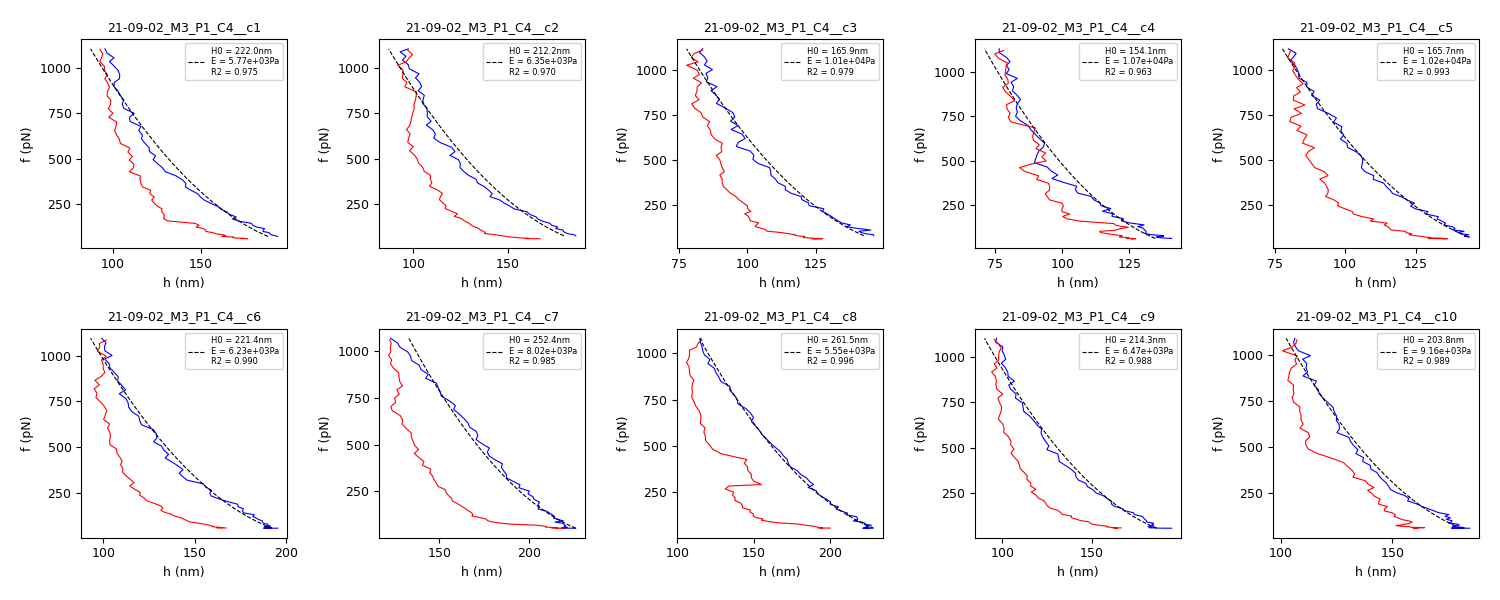 21-09-02_M3_P1_C4__c1
H0 = 222.0nm
E = 5.77e+03Pa
R2 = 0.975
1000
750
500
250
f (pN)
100 150
h (nm)
21-09-02_M3_P1_C4__c2
H0 = 212.2nm
E = 6.35e+03Pa
R2 = 0.970
1000
750
500
250
f (pN)
100 150
h (nm)
21-09-02_M3_P1_C4__c3
H0 = 165.9nm
E = 1.01e+04Pa
R2 = 0.979
1000
750
500
250
f (pN)
75 100 125
h (nm)
21-09-02_M3_P1_C4__c4
H0 = 154.1nm
E = 1.07e+04Pa
R2 = 0.963
1000
750
500
250
f (pN)
75 100 125
h (nm)
21-09-02_M3_P1_C4__c5
H0 = 165.7nm
E = 1.02e+04Pa
R2 = 0.993
1000
750
500
250
f (pN)
75 100 125
h (nm)
21-09-02_M3_P1_C4__c6
H0 = 221.4nm
E = 6.23e+03Pa
R2 = 0.990
1000
750
500
250
f (pN)
100 150 200
h (nm)
21-09-02_M3_P1_C4__c7
H0 = 252.4nm
E = 8.02e+03Pa
R2 = 0.985
1000
750
500
250
f (pN)
150 200
h (nm)
21-09-02_M3_P1_C4__c8
H0 = 261.5nm
E = 5.55e+03Pa
R2 = 0.996
1000
750
500
250
f (pN)
100 150 200
h (nm)
21-09-02_M3_P1_C4__c9
H0 = 214.3nm
E = 6.47e+03Pa
R2 = 0.988
1000
750
500
250
f (pN)
100 150
h (nm)
21-09-02_M3_P1_C4__c10
H0 = 203.8nm
E = 9.16e+03Pa
R2 = 0.989
1000
750
500
250
f (pN)
100 150
h (nm)